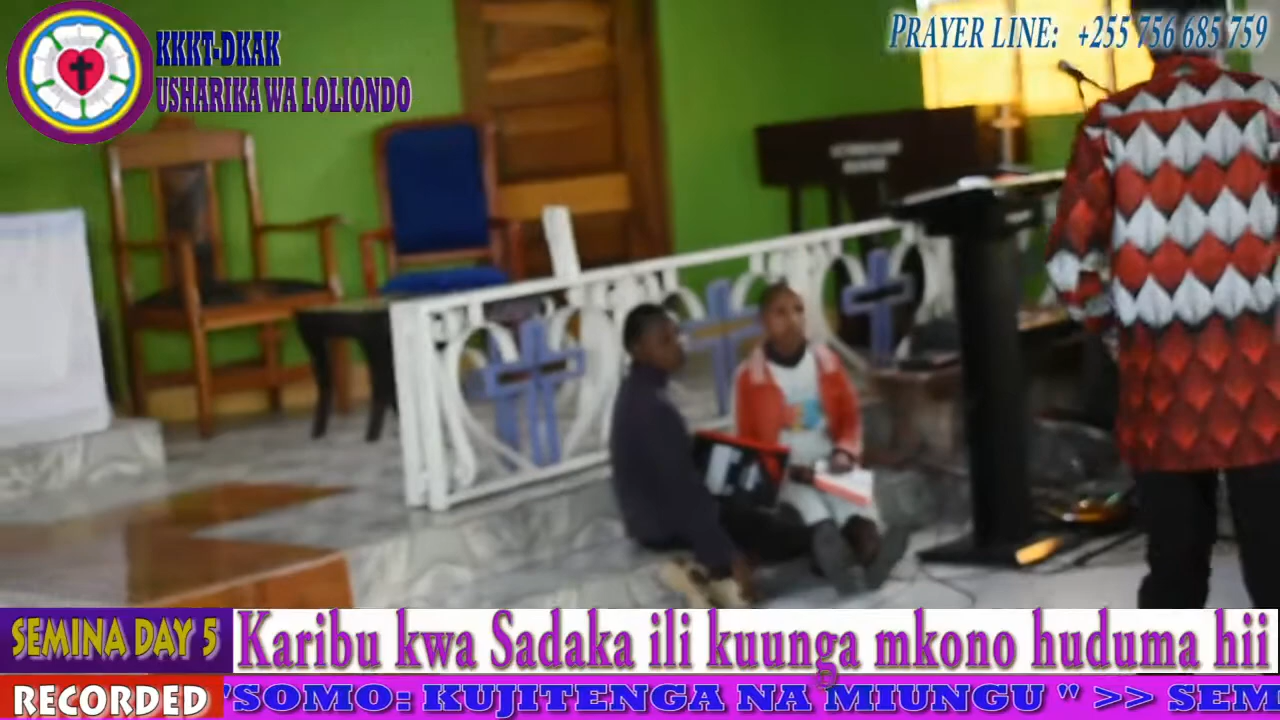 KKKT-DKAK
USHARIKA WA LOLIONDO
PRAYER LINE: +255 756 685 759
SEMINA DAY 5
Karibu kwa Sadaka ili kuunga mkono huduma hii
RECORDED
"SOMO: KUJITENGA NA MIUNGU " >> SEM